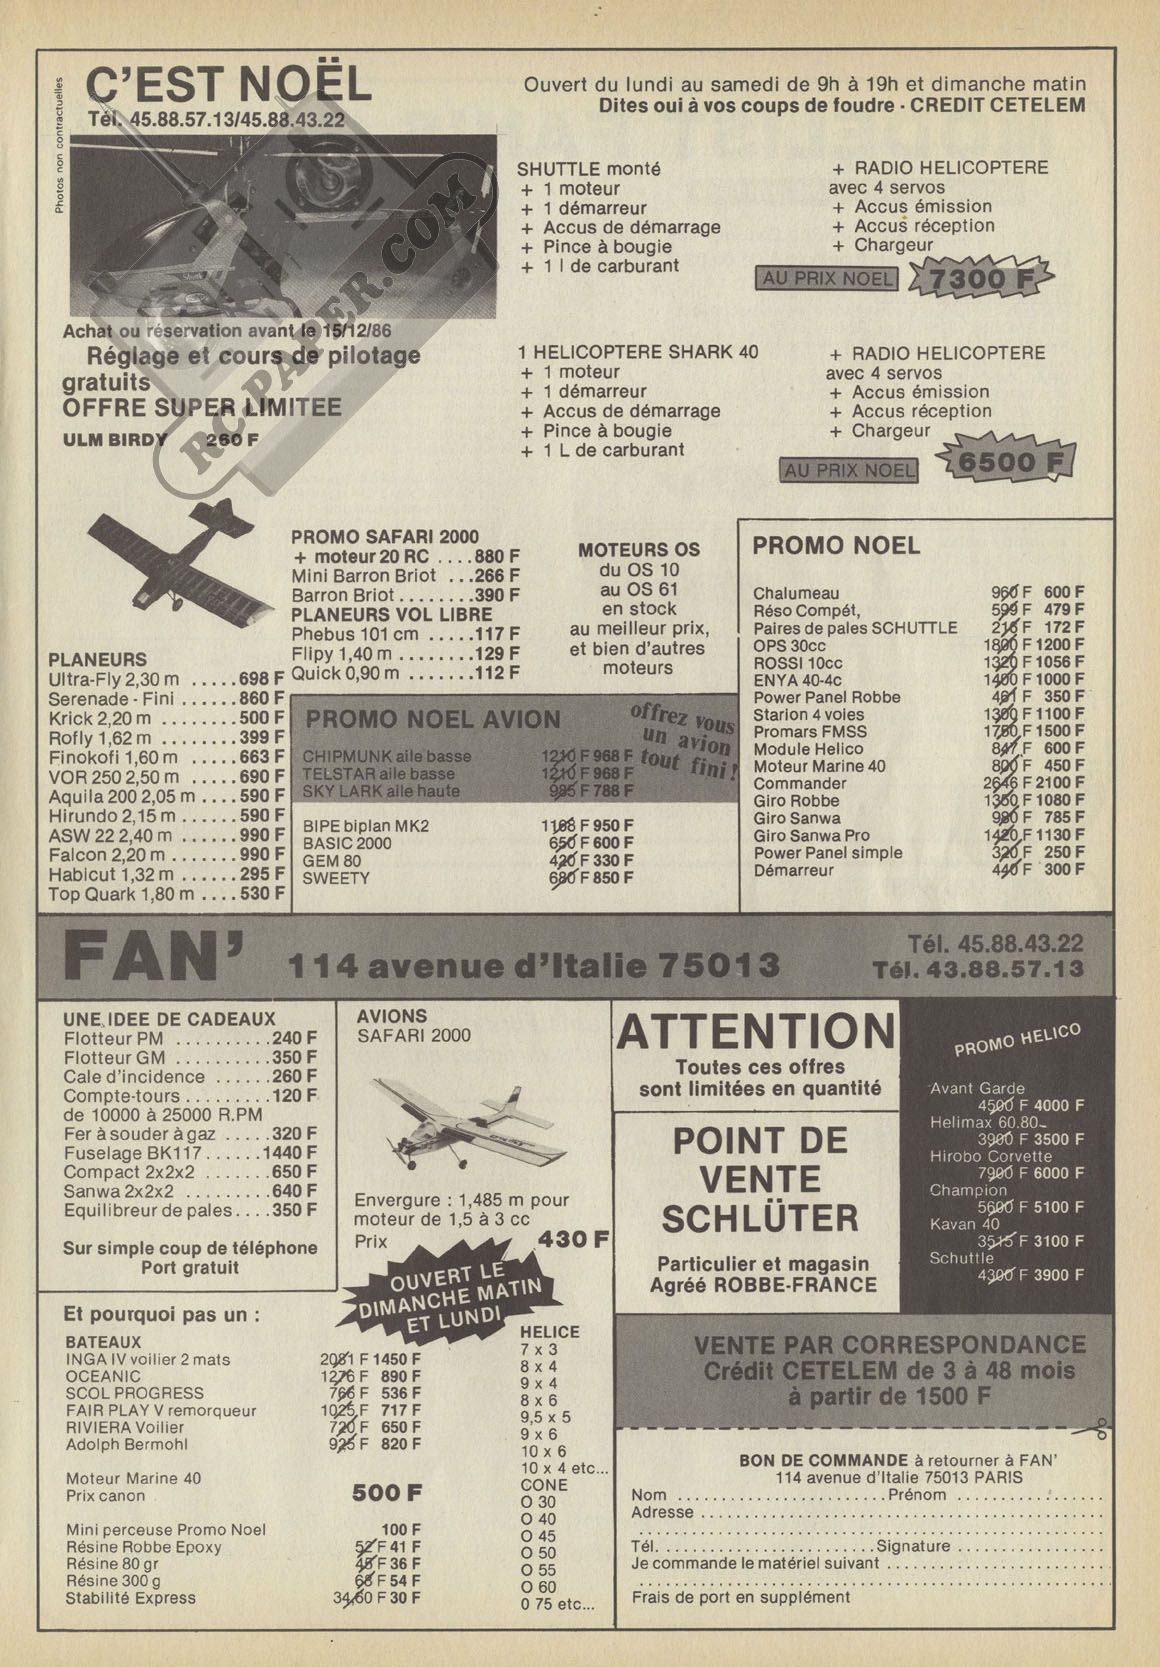 Photos non contractuelles
C'EST NOËL
Tél. 45.88.57.13/45.88.43.22
Ouvert du lundi au samedi de 9h à 19h et dimanche matin
Dites oui à vos coups de foudre - CREDIT CETELEM
RC-PAPER.COM
Achat ou réservation avant le 15/12/86
Réglage et cours de pilotage
gratuits
OFFRE SUPER LIMITEE
ULM BIRDY 260 F
SHUTTLE monté
+ 1 moteur
+ 1 démarreur
+ Accus de démarrage
+ Pince à bougie
+ 1 l de carburant
+ RADIO HELICOPTERE
avec 4 servos
+ Accus émission
+ Accus réception
+ Chargeur
AU PRIX NOEL 7300 F
1 HELICOPTERE SHARK 40
+ 1 moteur
+ 1 démarreur
+ Accus de démarrage
+ Pince à bougie
+ 1 L de carburant
+ RADIO HELICOPTERE
avec 4 servos
+ Accus émission
+ Accus réception
+ Chargeur
AU PRIX NOEL 6500 F
PROMO SAFARI 2000
+ moteur 20 RC ....880 F
Mini Barron Briot ...266 F
Barron Briot ........390 F
PLANEURS VOL LIBRE
Phebus 101 cm .....117 F
Flipy 1,40 m ........129 F
Quick 0,90 m .......112 F
MOTEURS OS
du OS 10
au OS 61
en stock
au meilleur prix,
et bien d'autres
moteurs
PLANEURS
Ultra-Fly 2,30 m .....698 F
Serenade - Fini ......860 F
Krick 2,20 m ........500 F
Rofly 1,62 m ........399 F
Finokofi 1,60 m ......663 F
VOR 250 2,50 m .....690 F
Aquila 200 2,05 m ....590 F
Hirundo 2,15 m ......590 F
ASW 22 2,40 m ......990 F
Falcon 2,20 m .......990 F
Habicut 1,32 m ......295 F
Top Quark 1,80 m ....530 F
PROMO NOEL AVION
offrez vous
un avion
tout fini !
CHIPMUNK aile basse 1210 F 968 F
TELSTAR aile basse 1210 F 968 F
SKY LARK aile haute 985 F 788 F
BIPE biplan MK2 1188 F 950 F
BASIC 2000 650 F 600 F
GEM 80 420 F 330 F
SWEETY 680 F 850 F
PROMO NOEL
Chalumeau 960 F 600 F
Réso Compét, 599 F 479 F
Paires de pales SCHUTTLE 216 F 172 F
OPS 30cc 1800 F 1200 F
ROSSI 10cc 1320 F 1056 F
ENYA 40-4c 1400 F 1000 F
Power Panel Robbe 461 F 350 F
Starion 4 voies 1300 F 1100 F
Promars FMSS 1750 F 1500 F
Module Helico 847 F 600 F
Moteur Marine 40 800 F 450 F
Commander 2646 F 2100 F
Giro Robbe 1350 F 1080 F
Giro Sanwa 980 F 785 F
Giro Sanwa Pro 1420 F 1130 F
Power Panel simple 320 F 250 F
Démarreur 440 F 300 F
FAN' 114 avenue d'Italie 75013
Tél. 45.88.43.22
Tél. 43.88.57.13
UNE IDEE DE CADEAUX
Flotteur PM ..........240 F
Flotteur GM ..........350 F
Cale d'incidence ......260 F
Compte-tours .........120 F
de 10000 à 25000 R.PM
Fer à souder à gaz .....320 F
Fuselage BK117 ......1440 F
Compact 2x2x2 .......650 F
Sanwa 2x2x2 .........640 F
Equilibreur de pales....350 F
Sur simple coup de téléphone
Port gratuit
AVIONS
SAFARI 2000
Envergure : 1,485 m pour
moteur de 1,5 à 3 cc
Prix 430 F
OUVERT LE
DIMANCHE MATIN
ET LUNDI
ATTENTION
Toutes ces offres
sont limitées en quantité
POINT DE
VENTE
SCHLÜTER
Particulier et magasin
Agréé ROBBE-FRANCE
PROMO HELICO
Avant Garde
4500 F 4000 F
Helimax 60.80
3900 F 3500 F
Hirobo Corvette
7900 F 6000 F
Champion
5600 F 5100 F
Kavan 40
3515 F 3100 F
Schuttle
4300 F 3900 F
Et pourquoi pas un :
BATEAUX
INGA IV voilier 2 mats 2081 F 1450 F
OCEANIC 1276 F 890 F
SCOL PROGRESS 766 F 536 F
FAIR PLAY V remorqueur 1025 F 717 F
RIVIERA Voilier 720 F 650 F
Adolph Bermohl 925 F 820 F
Moteur Marine 40
Prix canon 500 F
Mini perceuse Promo Noel 100 F
Résine Robbe Epoxy 52 F 41 F
Résine 80 gr 45 F 36 F
Résine 300 g 68 F 54 F
Stabilité Express 34,60 F 30 F
HELICE
7 x 3
8 x 4
9 x 4
8 x 6
9,5 x 5
9 x 6
10 x 6
10 x 4 etc...
CONE
O 30
O 40
O 45
O 50
O 55
O 60
0 75 etc...
VENTE PAR CORRESPONDANCE
Crédit CETELEM de 3 à 48 mois
à partir de 1500 F
BON DE COMMANDE à retourner à FAN'
114 avenue d'Italie 75013 PARIS
Nom ....................Prénom ..............
Adresse ........................................
Tél. ....................Signature ..............
Je commande le matériel suivant ....................
Frais de port en supplément